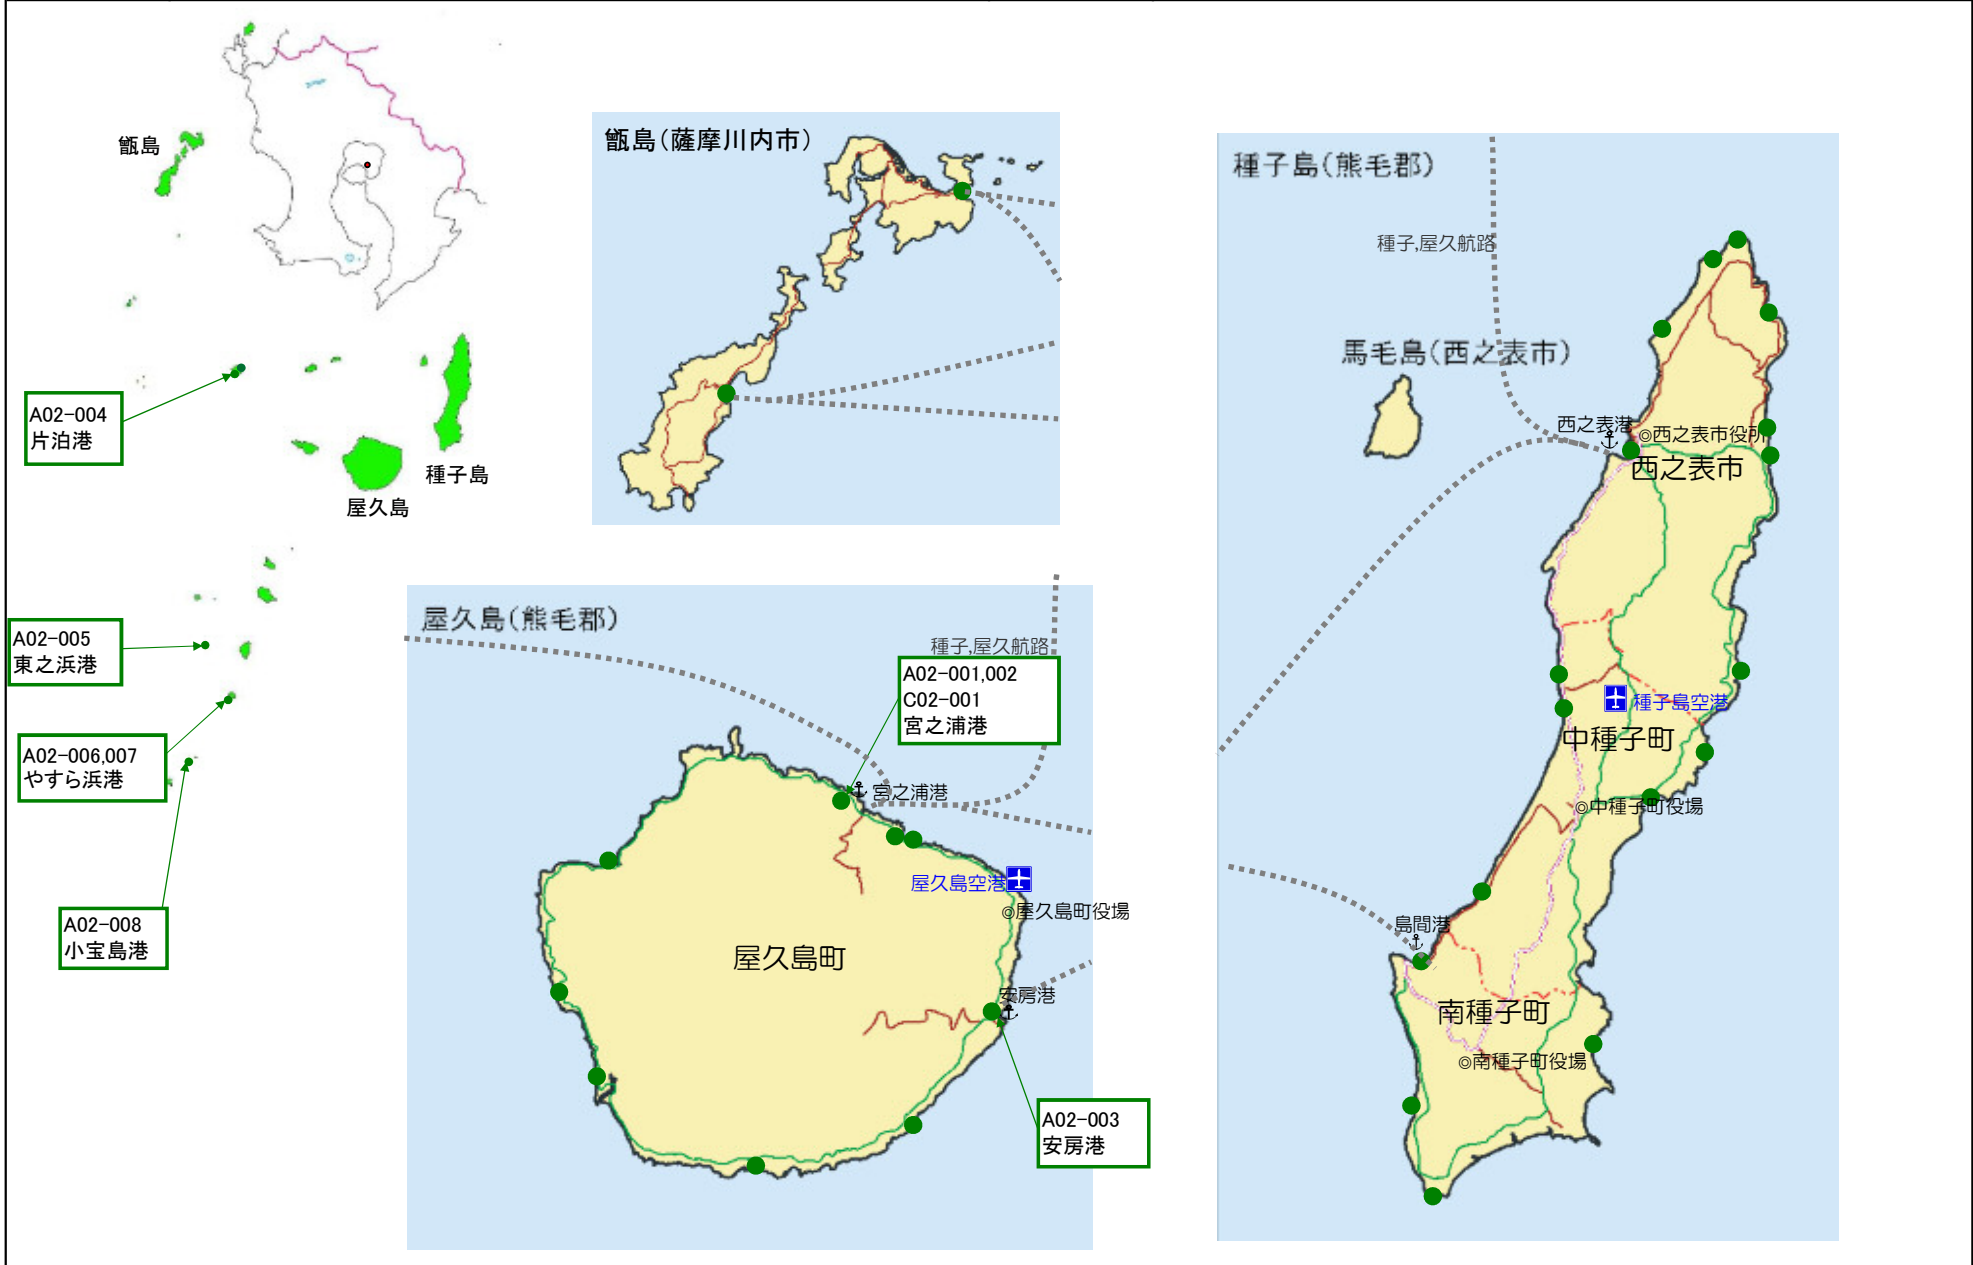 甑島
種子島
屋久島
A02-004
片泊港
A02-005
東之浜港
A02-006,007
やすら浜港
A02-008
小宝島港
甑島(薩摩川内市)
屋久島(熊毛郡)
種子,屋久航路
A02-001,002
C02-001
宮之浦港
宮之浦港
屋久島空港
◎屋久島町役場
屋久島町
安房港
A02-003
安房港
種子島(熊毛郡)
種子,屋久航路
馬毛島(西之表市)
西之表港
◎西之表市役所
西之表市
種子島空港
中種子町
◎中種子町役場
島間港
南種子町
◎南種子町役場